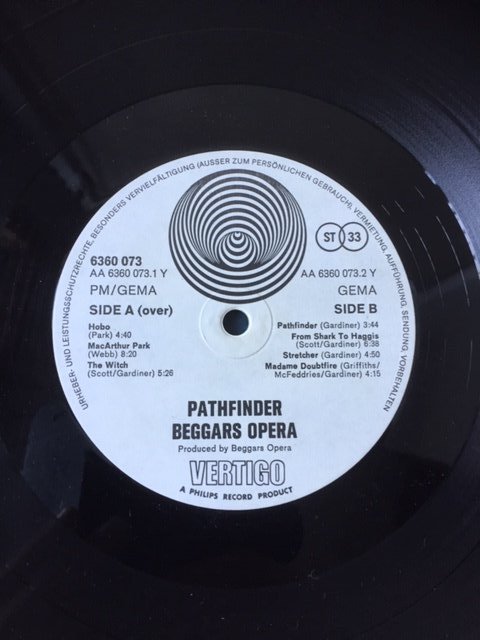 URHEBER- UND LEISTUNGSSCHUTZRECHTE, BESONDERS VERVIELFÄLTIGUNG (AUSSER ZUM PERSÖNLICHEN GEBRAUCH), VERMIETUNG, AUFFÜHRUNG, SENDUNG, VORBEHALTEN
ST 33
6360 073
AA 6360 073.1 Y
PM/GEMA
SIDE A (over)
Hobo
(Park) 4:40
MacArthur Park
(Webb) 8:20
The Witch
(Scott/Gardiner) 5:26
AA 6360 073.2 Y
GEMA
SIDE B
Pathfinder (Gardiner) 3:44
From Shark To Haggis
(Scott/Gardiner) 6:38
Stretcher (Gardiner) 4:50
Madame Doubtfire (Griffiths/
McFeddries/Gardiner) 4:15
PATHFINDER
BEGGARS OPERA
Produced by Beggars Opera
VERTIGO
A PHILIPS RECORD PRODUCT